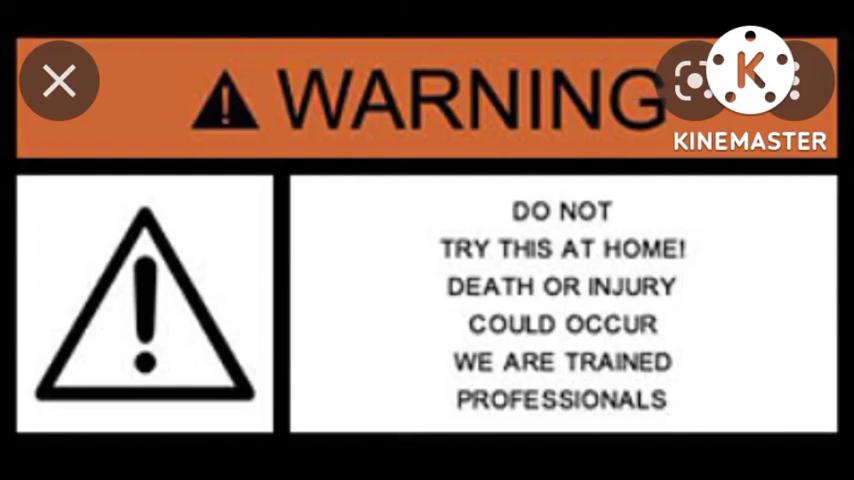 WARNING
K
KINEMASTER
DO NOT
TRY THIS AT HOME!
DEATH OR INJURY
COULD OCCUR
WE ARE TRAINED
PROFESSIONALS